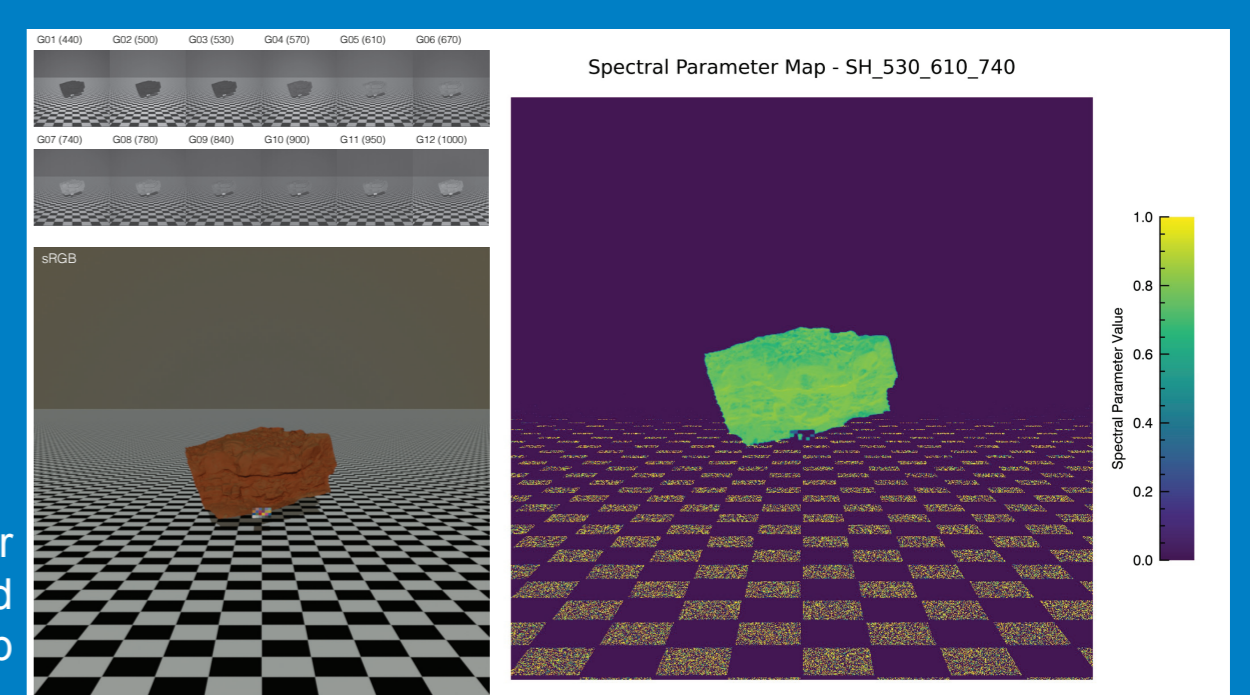 G01 (440) G02 (500) G03 (530) G04 (570) G05 (610) G06 (670)
G07 (740) G08 (780) G09 (840) G10 (900) G11 (950) G12 (1000)
sRGB
Spectral Parameter Map - SH_530_610_740
1.0
0.8
0.6
0.4
0.2
0.0
Spectral Parameter Value